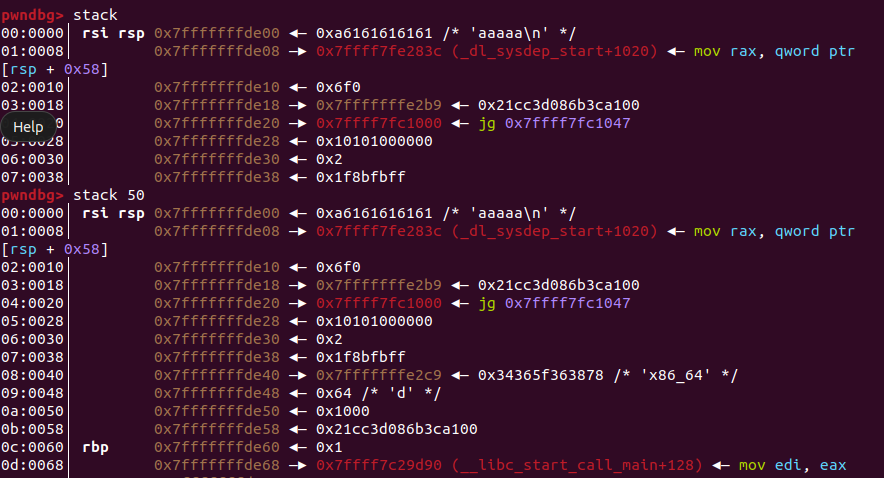 pwndbg> stack
00:0000│ rsi rsp 0x7fffffffde00 ◂— 0xa6161616161 /* 'aaaaa\n' */
01:0008│ 0x7fffffffde08 —▸ 0x7ffff7fe283c (_dl_sysdep_start+1020) ◂— mov rax, qword ptr
[rsp + 0x58]
02:0010│ 0x7fffffffde10 ◂— 0x6f0
03:0018│ 0x7fffffffde18 —▸ 0x7fffffffe2b9 ◂— 0x21cc3d086b3ca100
Help 0x7fffffffde20 —▸ 0x7ffff7fc1000 ◂— jg 0x7ffff7fc1047
05:0028│ 0x7fffffffde28 ◂— 0x10101000000
06:0030│ 0x7fffffffde30 ◂— 0x2
07:0038│ 0x7fffffffde38 ◂— 0x1f8bfbff
pwndbg> stack 50
00:0000│ rsi rsp 0x7fffffffde00 ◂— 0xa6161616161 /* 'aaaaa\n' */
01:0008│ 0x7fffffffde08 —▸ 0x7ffff7fe283c (_dl_sysdep_start+1020) ◂— mov rax, qword ptr
[rsp + 0x58]
02:0010│ 0x7fffffffde10 ◂— 0x6f0
03:0018│ 0x7fffffffde18 —▸ 0x7fffffffe2b9 ◂— 0x21cc3d086b3ca100
04:0020│ 0x7fffffffde20 —▸ 0x7ffff7fc1000 ◂— jg 0x7ffff7fc1047
05:0028│ 0x7fffffffde28 ◂— 0x10101000000
06:0030│ 0x7fffffffde30 ◂— 0x2
07:0038│ 0x7fffffffde38 ◂— 0x1f8bfbff
08:0040│ 0x7fffffffde40 —▸ 0x7fffffffe2c9 ◂— 0x34365f363878 /* 'x86_64' */
09:0048│ 0x7fffffffde48 ◂— 0x64 /* 'd' */
0a:0050│ 0x7fffffffde50 ◂— 0x1000
0b:0058│ 0x7fffffffde58 ◂— 0x21cc3d086b3ca100
0c:0060│ rbp 0x7fffffffde60 ◂— 0x1
0d:0068│ 0x7fffffffde68 —▸ 0x7ffff7c29d90 (__libc_start_call_main+128) ◂— mov edi, eax